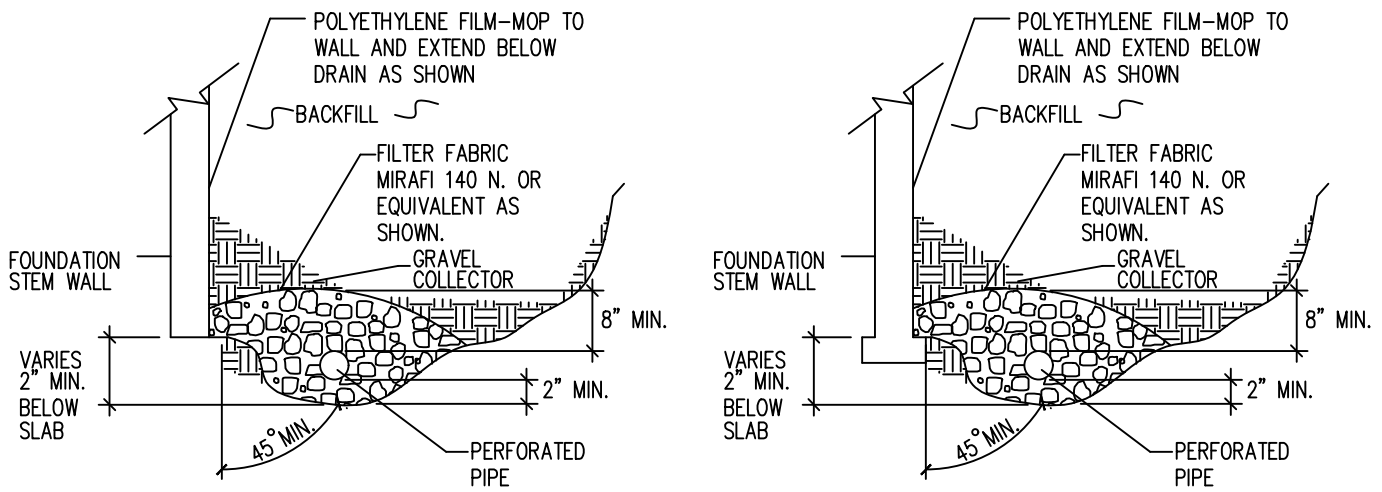 POLYETHYLENE FILM-MOP TO
WALL AND EXTEND BELOW
DRAIN AS SHOWN
BACKFILL
FILTER FABRIC
MIRAFI 140 N. OR
EQUIVALENT AS
SHOWN.
GRAVEL
COLLECTOR
FOUNDATION
STEM WALL
8" MIN.
VARIES
2" MIN.
BELOW
SLAB
2" MIN.
45° MIN.
PERFORATED
PIPE
POLYETHYLENE FILM-MOP TO
WALL AND EXTEND BELOW
DRAIN AS SHOWN
BACKFILL
FILTER FABRIC
MIRAFI 140 N. OR
EQUIVALENT AS
SHOWN.
GRAVEL
COLLECTOR
FOUNDATION
STEM WALL
8" MIN.
VARIES
2" MIN.
BELOW
SLAB
2" MIN.
45° MIN.
PERFORATED
PIPE